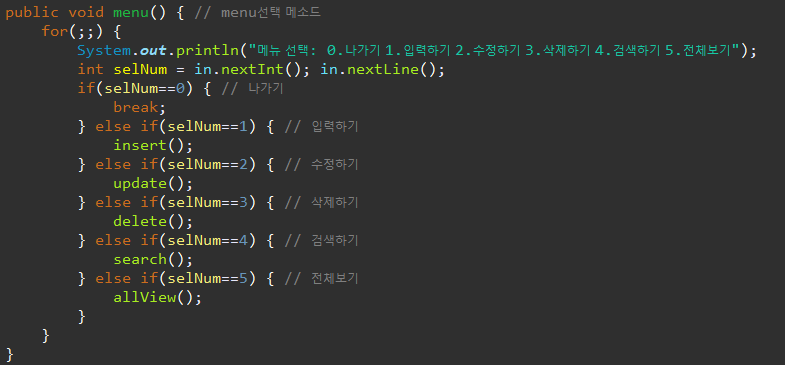 public void menu() { // menu선택 메소드
for(;;) {
System.out.println("메뉴 선택: 0.나가기 1.입력하기 2.수정하기 3.삭제하기 4.검색하기 5.전체보기");
int selNum = in.nextInt(); in.nextLine();
if(selNum==0) { // 나가기
break;
} else if(selNum==1) { // 입력하기
insert();
} else if(selNum==2) { // 수정하기
update();
} else if(selNum==3) { // 삭제하기
delete();
} else if(selNum==4) { // 검색하기
search();
} else if(selNum==5) { // 전체보기
allView();
}
}
}